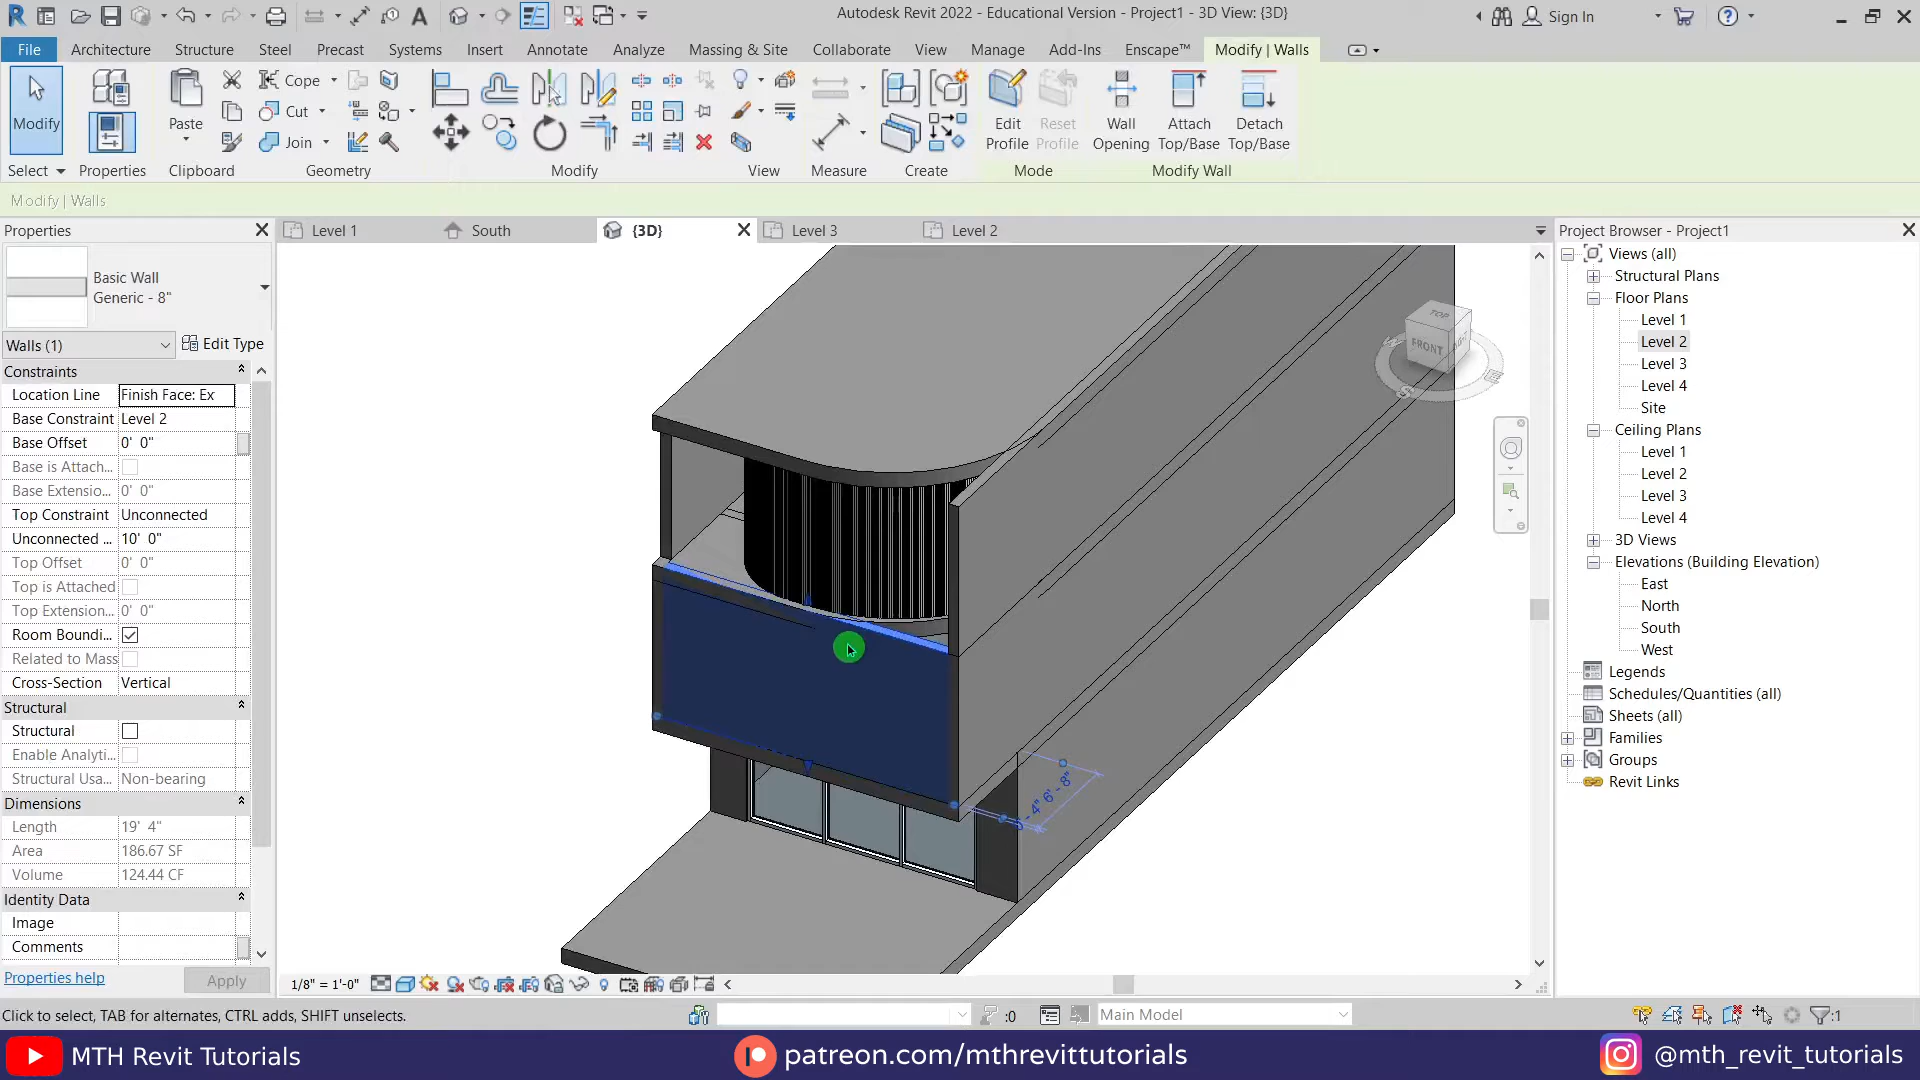 Autodesk Revit 2022 - Educational Version - Project1 - 3D View: {3D}
Sign In
File Architecture Structure Steel Precast Systems Insert Annotate Analyze Massing & Site Collaborate View Manage Add-Ins Enscape™ Modify | Walls
Modify
Paste
Cope
Cut
Join
Edit Profile
Reset Profile
Wall Opening
Attach Top/Base
Detach Top/Base
Select Properties Clipboard Geometry Modify View Measure Create Mode Modify Wall
Modify | Walls
Properties
Level 1 South {3D} Level 3 Level 2
Project Browser - Project1
Basic Wall
Generic - 8"
Walls (1) Edit Type
Constraints
Location Line Finish Face: Ex
Base Constraint Level 2
Base Offset 0' 0"
Base is Attach...
Base Extensio... 0' 0"
Top Constraint Unconnected
Unconnected ... 10' 0"
Top Offset 0' 0"
Top is Attached
Top Extension... 0' 0"
Room Boundi...
Related to Mass
Cross-Section Vertical
Structural
Structural
Enable Analyti...
Structural Usa... Non-bearing
Dimensions
Length 19' 4"
Area 186.67 SF
Volume 124.44 CF
Identity Data
Image
Comments
Properties help Apply
TOP
FRONT
W
S
E
6' - 8"
Views (all)
Structural Plans
Floor Plans
Level 1
Level 2
Level 3
Level 4
Site
Ceiling Plans
Level 1
Level 2
Level 3
Level 4
3D Views
Elevations (Building Elevation)
East
North
South
West
Legends
Schedules/Quantities (all)
Sheets (all)
Families
Groups
Revit Links
1/8" = 1'-0"
Click to select, TAB for alternates, CTRL adds, SHIFT unselects.
:0
Main Model
:1
MTH Revit Tutorials
patreon.com/mthrevittutorials
@mth_revit_tutorials